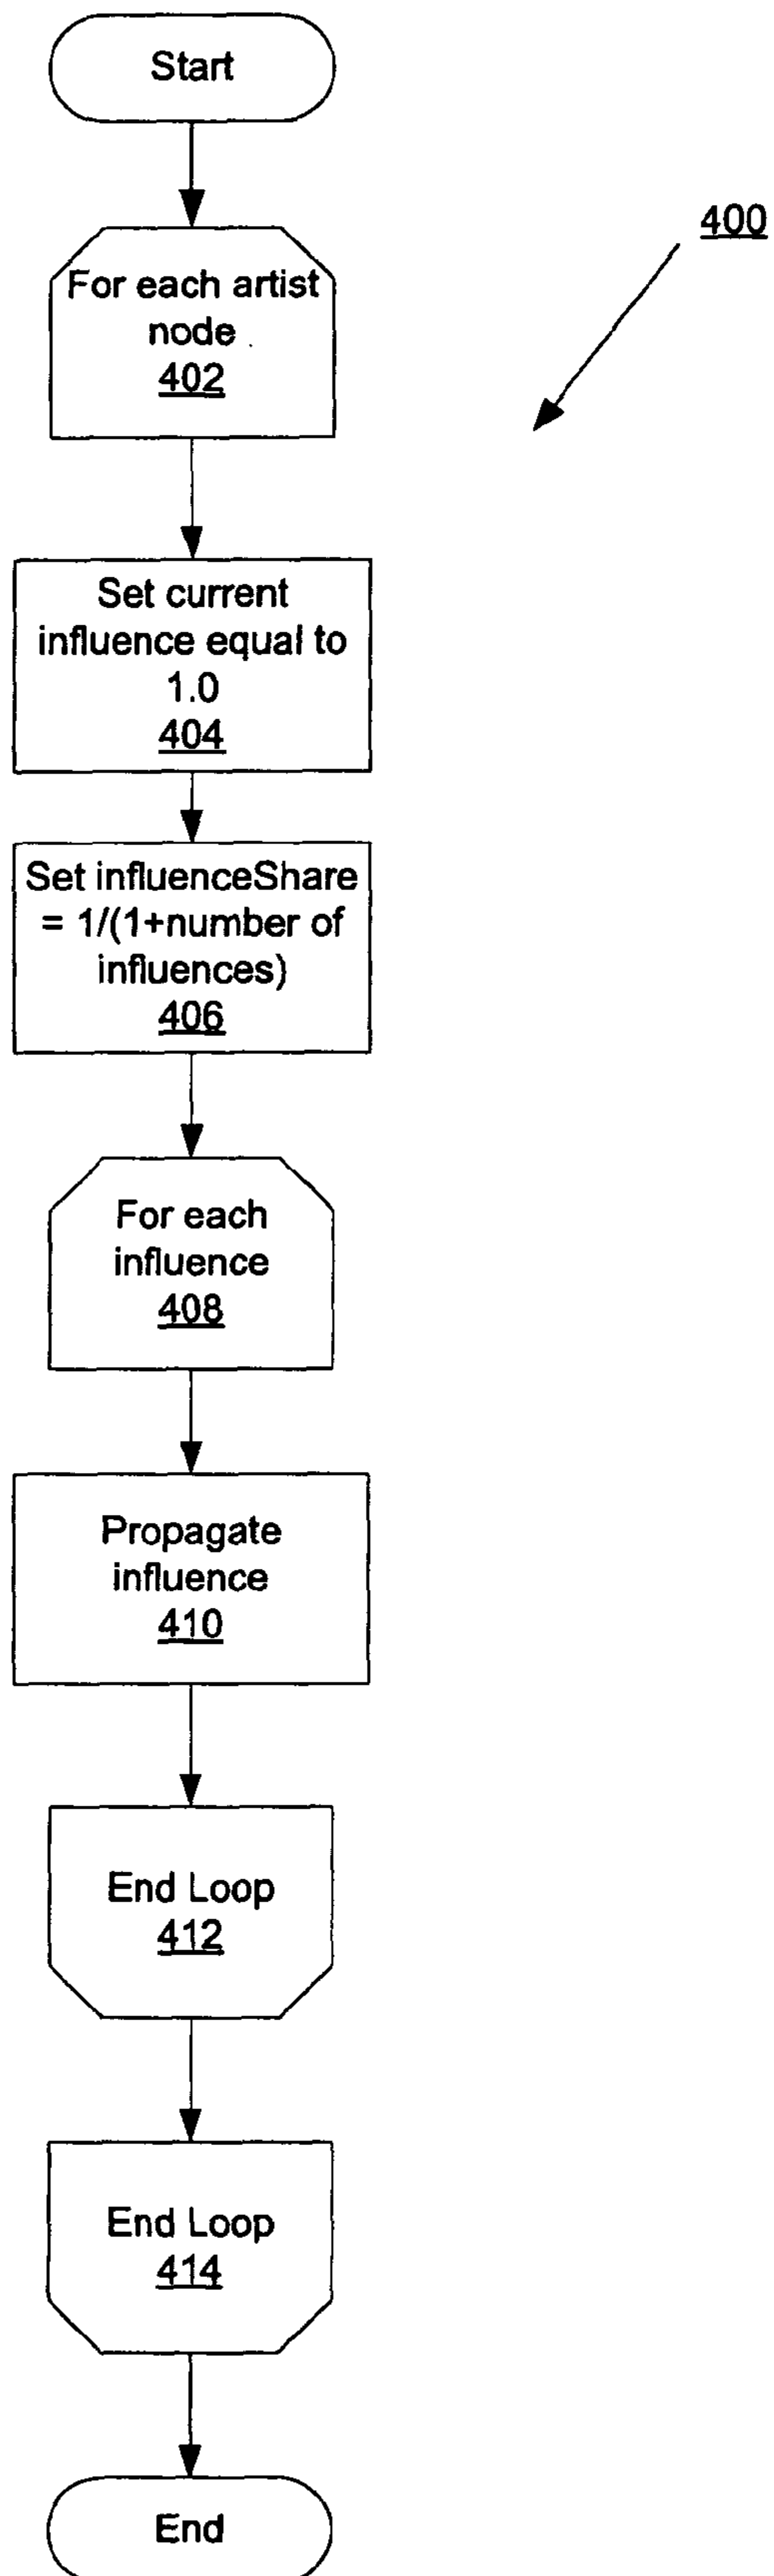 Start
400
For each artist
node
402
Set current
influence equal to
1.0
404
Set influenceShare
= 1/(1+number of
influences)
406
For each
influence
408
Propagate
influence
410
End Loop
412
End Loop
414
End